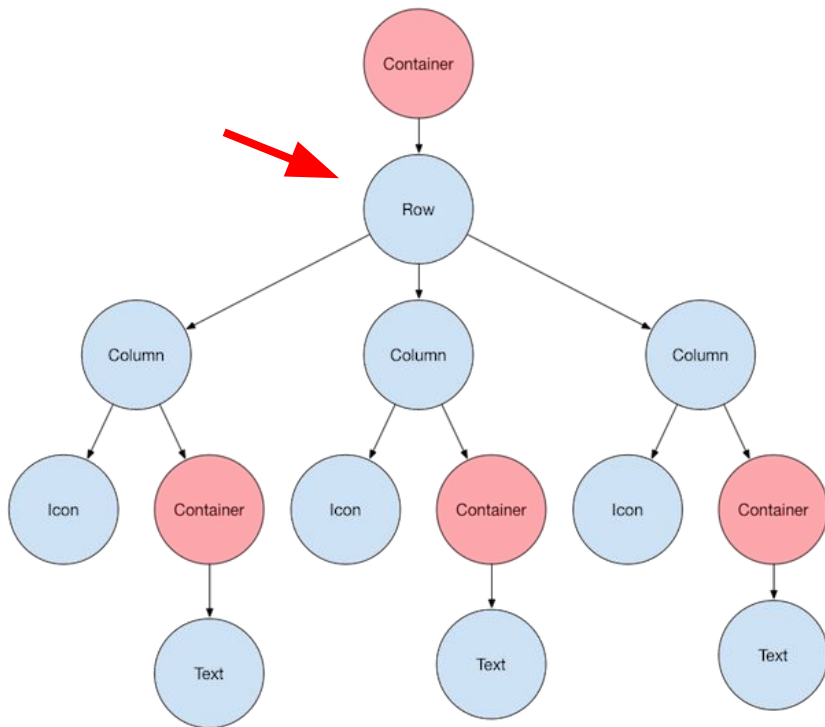 Container
Row
Column
Column
Column
Icon
Container
Icon
Container
Icon
Container
Text
Text
Text